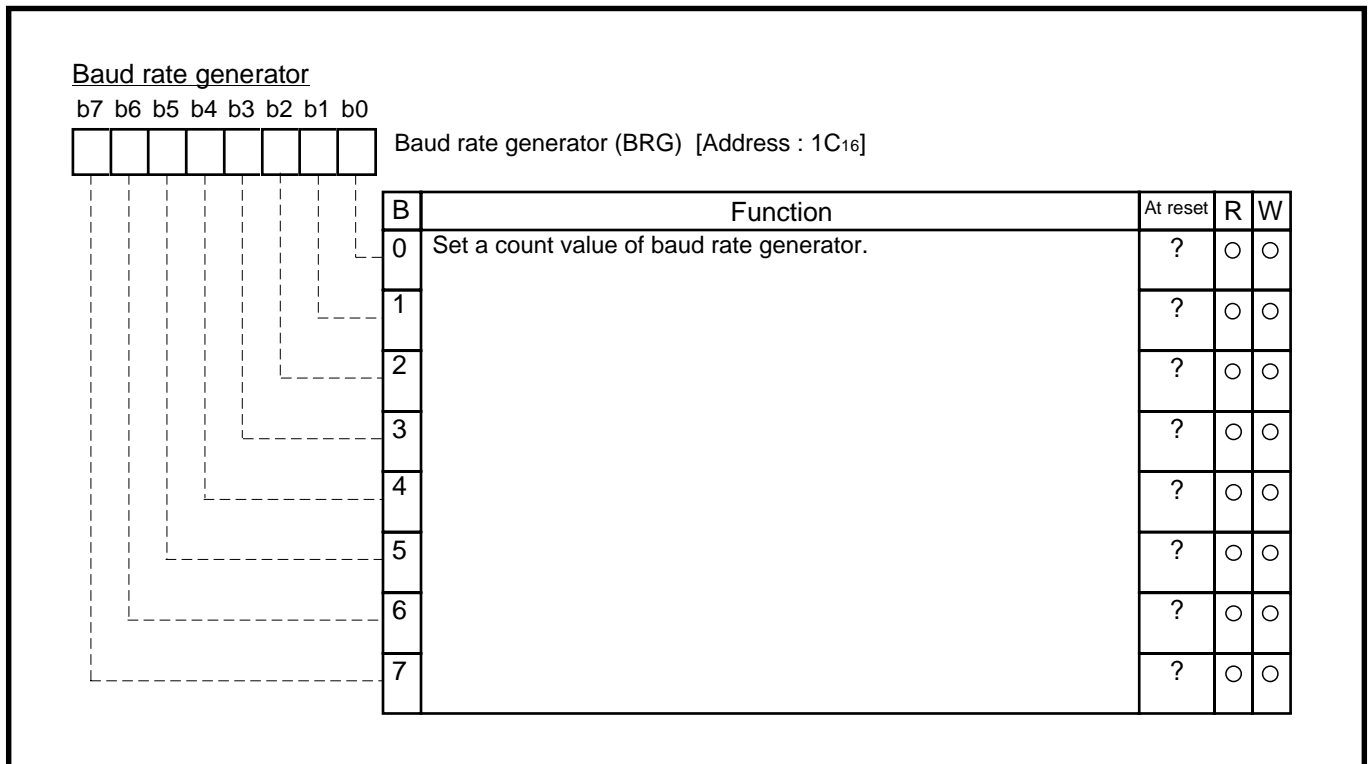 Baud rate generator
b7 b6 b5 b4 b3 b2 b1 b0
Baud rate generator (BRG) [Address : 1C16]
B Function At reset R W
0 Set a count value of baud rate generator. ? ○ ○
1 ? ○ ○
2 ? ○ ○
3 ? ○ ○
4 ? ○ ○
5 ? ○ ○
6 ? ○ ○
7 ? ○ ○